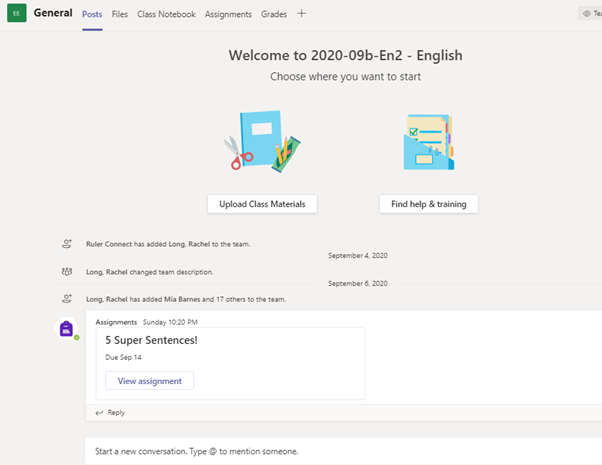 General Posts Files Class Notebook Assignments Grades
Welcome to 2020-09b-En2 - English
Choose where you want to start
Upload Class Materials Find help & training
Ruler Connect has added Long, Rachel to the team.
September 4, 2020
Long, Rachel changed team description.
September 6, 2020
Long, Rachel has added Mia Barnes and 17 others to the team.
Assignments Sunday 10:20 PM
5 Super Sentences!
Due Sep 14
View assignment
Reply
Start a new conversation. Type @ to mention someone.